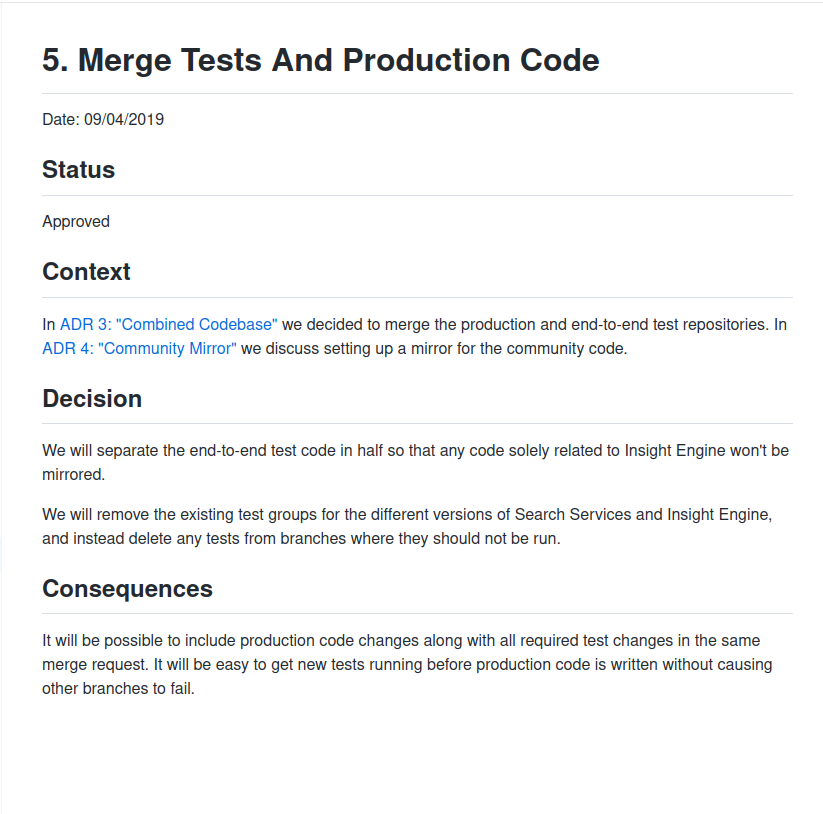 5. Merge Tests And Production Code
Date: 09/04/2019
Status
Approved
Context
In ADR 3: "Combined Codebase" we decided to merge the production and end-to-end test repositories. In
ADR 4: "Community Mirror" we discuss setting up a mirror for the community code.
Decision
We will separate the end-to-end test code in half so that any code solely related to Insight Engine won't be
mirrored.
We will remove the existing test groups for the different versions of Search Services and Insight Engine,
and instead delete any tests from branches where they should not be run.
Consequences
It will be possible to include production code changes along with all required test changes in the same
merge request. It will be easy to get new tests running before production code is written without causing
other branches to fail.